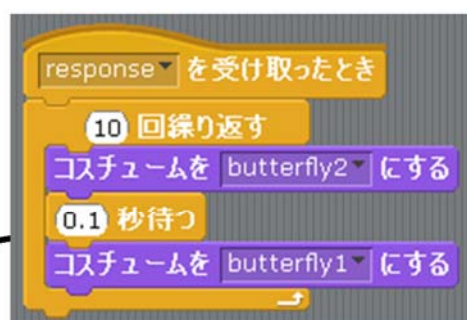 response を受け取ったとき
10 回繰り返す
コスチュームを butterfly2 にする
0.1 秒待つ
コスチュームを butterfly1 にする